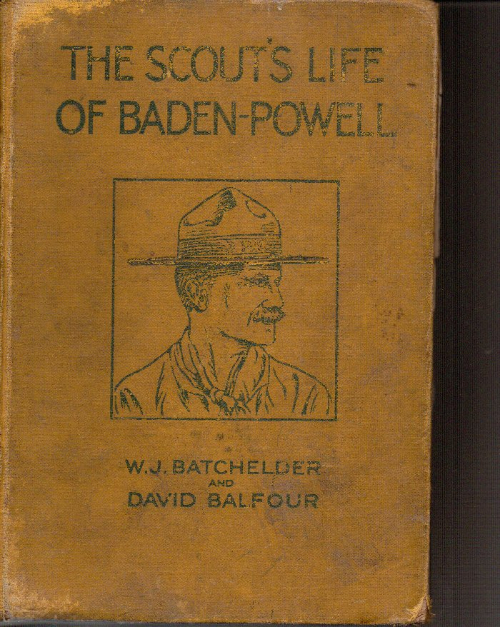 THE SCOUT'S LIFE
OF BADEN-POWELL
W.J. BATCHELDER
AND
DAVID BALFOUR